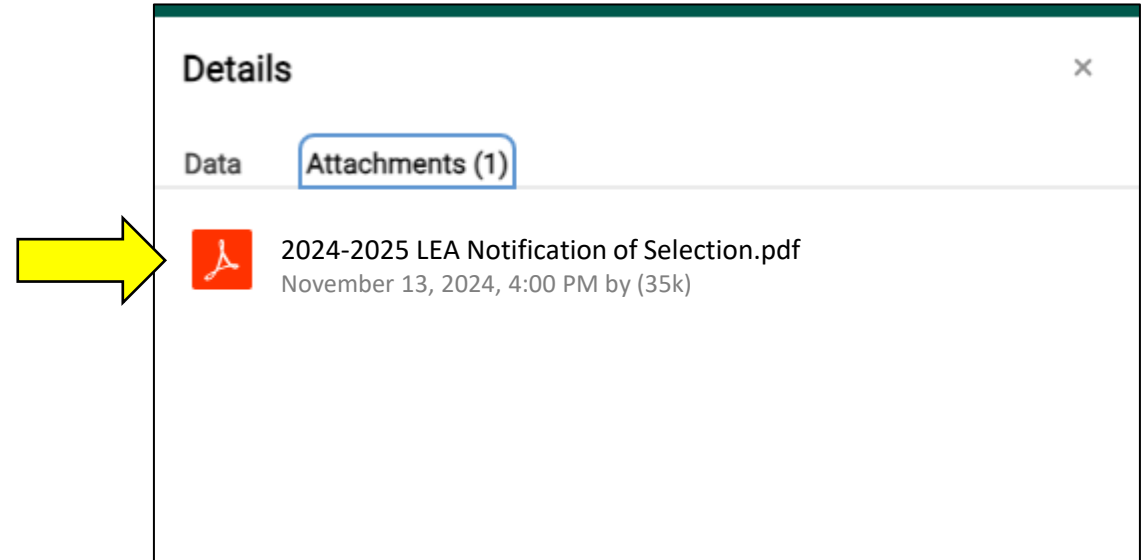 Details ×
Data Attachments (1)
2024-2025 LEA Notification of Selection.pdf
November 13, 2024, 4:00 PM by (35k)